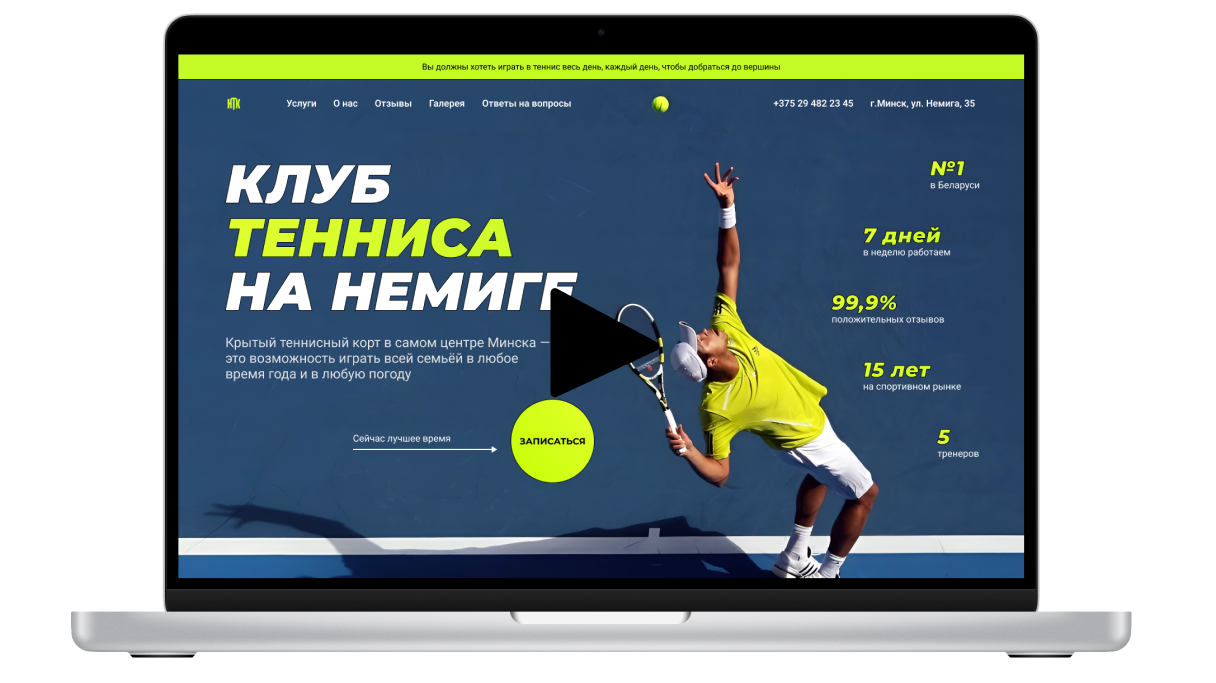 Вы должны хотеть играть в теннис весь день, каждый день, чтобы добраться до вершины
НТК
Услуги
О нас
Отзывы
Галерея
Ответы на вопросы
+375 29 482 23 45
г.Минск, ул. Немига, 35
КЛУБ
ТЕННИСА
НА НЕМИГЕ
Крытый теннисный корт в самом центре Минска —
это возможность играть всей семьёй в любое
время года и в любую погоду
Сейчас лучшее время
ЗАПИСАТЬСЯ
№1
в Беларуси
7 дней
в неделю работаем
99,9%
положительных отзывов
15 лет
на спортивном рынке
5
тренеров